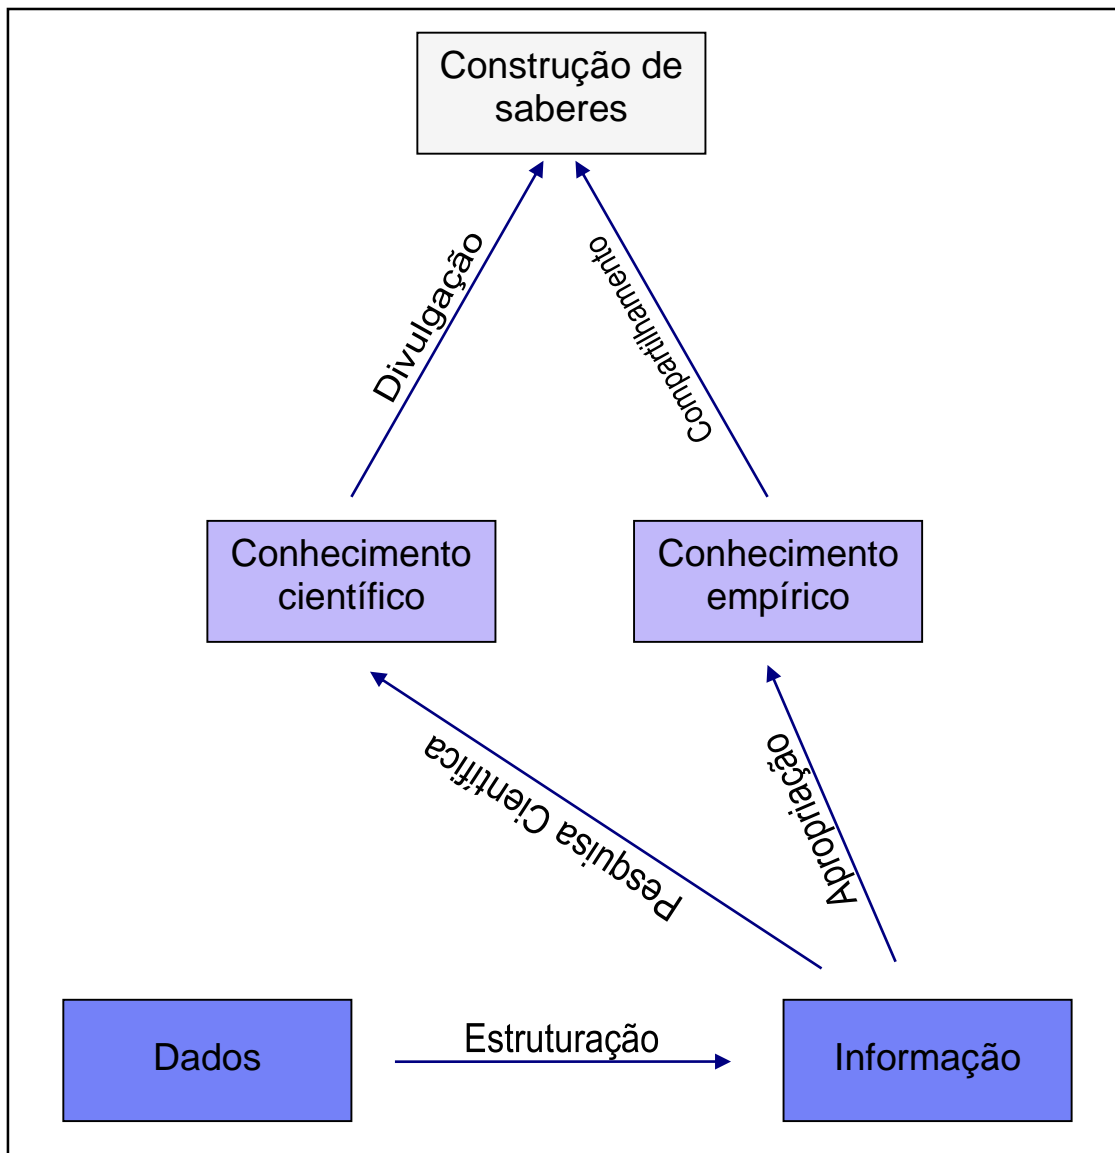 Construção de
saberes
Divulgação
Compartilhamento
Conhecimento
científico
Conhecimento
empírico
Pesquisa Científica
Apropriação
Dados
Estruturação
Informação